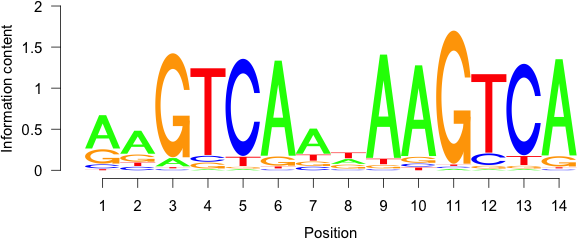 2
1.5
1
0.5
0
Information content
A A G T C A A T A A G T C A
1 2 3 4 5 6 7 8 9 10 11 12 13 14
Position